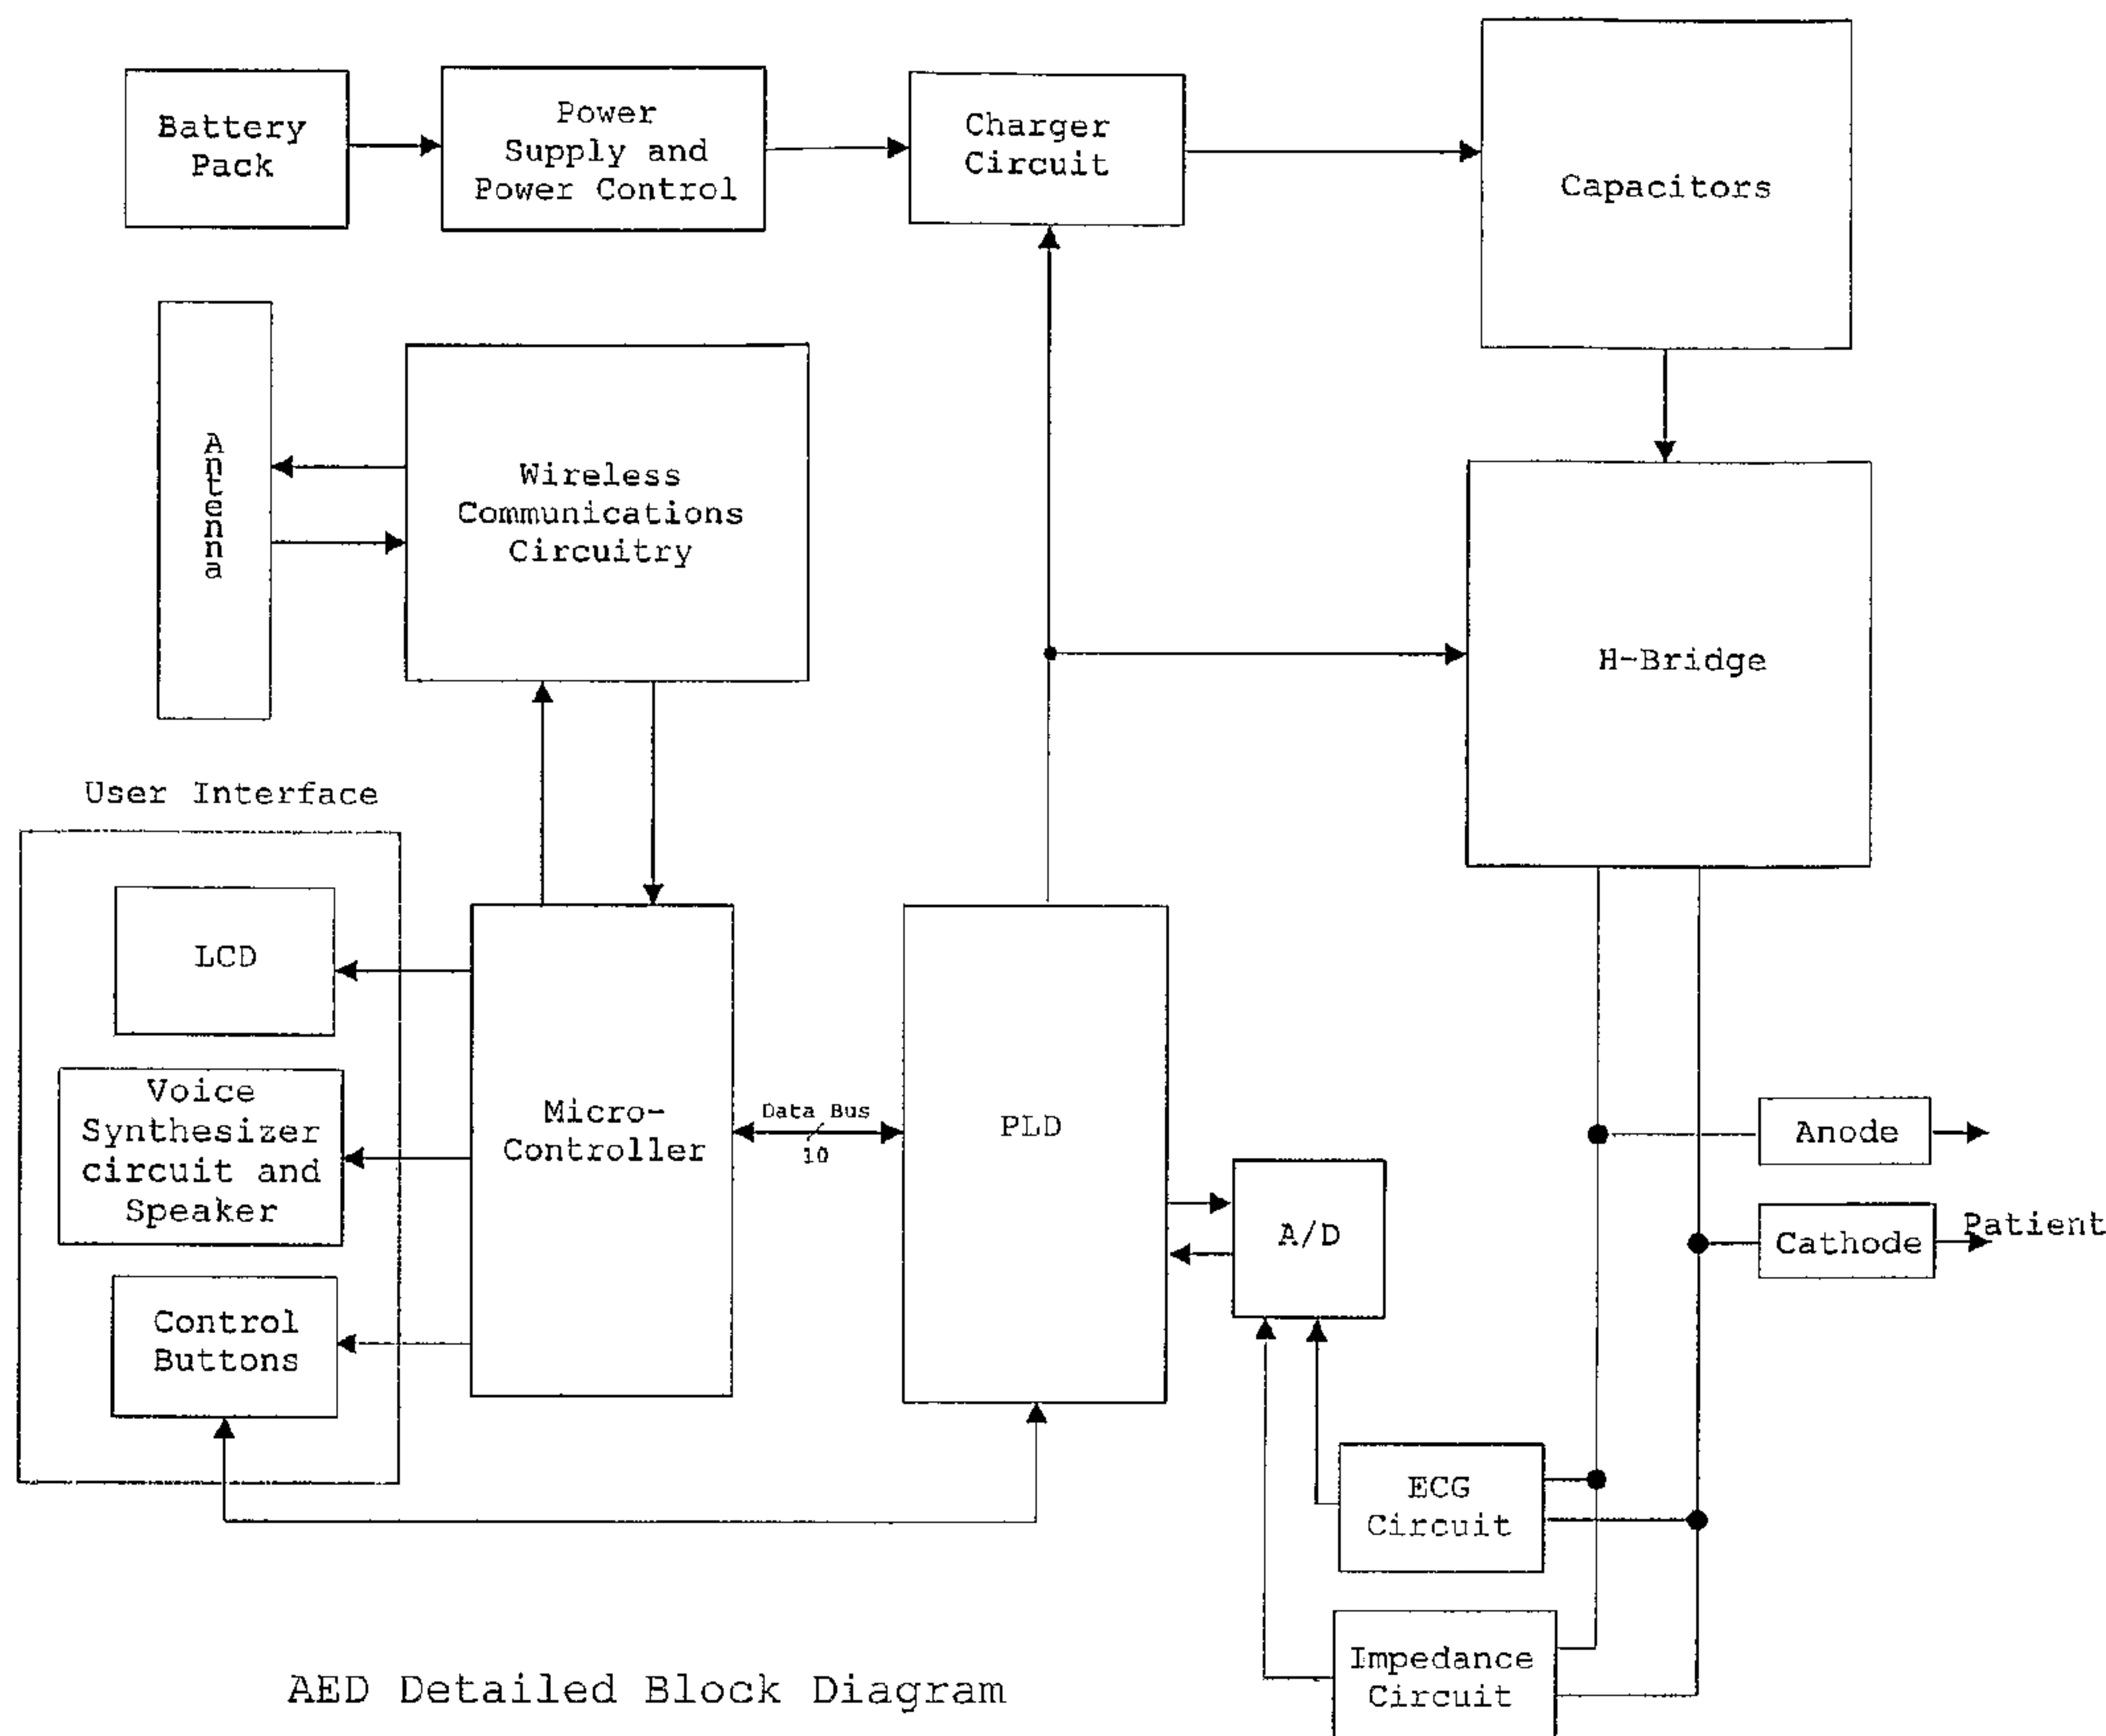 Battery
Pack
Power
Supply and
Power Control
Charger
Circuit
Capacitors
Antenna
Wireless
Communications
Circuitry
H-Bridge
User Interface
LCD
Voice
Synthesizer
circuit and
Speaker
Control
Buttons
Micro-
Controller
Data Bus
10
PLD
A/D
Anode
Cathode
Patient
ECG
Circuit
Impedance
Circuit
AED Detailed Block Diagram